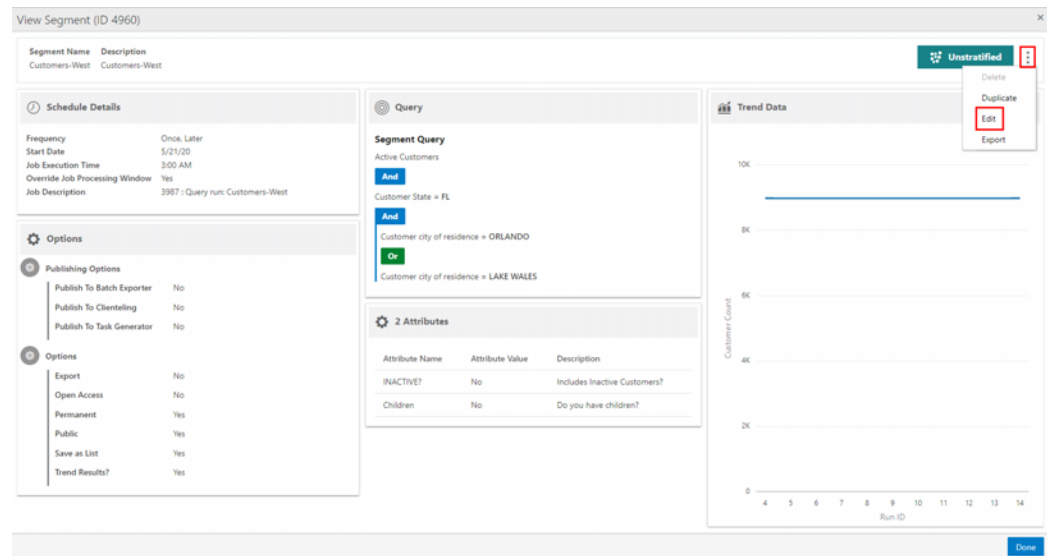 View Segment (ID 4960)
×
Segment Name Description
Customers-West Customers-West
Unstratified
Delete
Duplicate
Edit
Export
Schedule Details
Frequency Once, Later
Start Date 5/21/20
Job Execution Time 3:00 AM
Override Job Processing Window Yes
Job Description 3987 : Query run: Customers-West
Options
Publishing Options
Publish To Batch Exporter No
Publish To Clienteling No
Publish To Task Generator No
Options
Export No
Open Access No
Permanent Yes
Public Yes
Save as List Yes
Trend Results? Yes
Query
Segment Query
Active Customers
And
Customer State = FL
And
Customer city of residence = ORLANDO
Or
Customer city of residence = LAKE WALES
2 Attributes
Attribute Name Attribute Value Description
INACTIVE? No Includes Inactive Customers?
Children No Do you have children?
Trend Data
10K
8K
6K
4K
2K
0
Customer Count
4 5 6 7 8 9 10 11 12 13 14
Run ID
Done